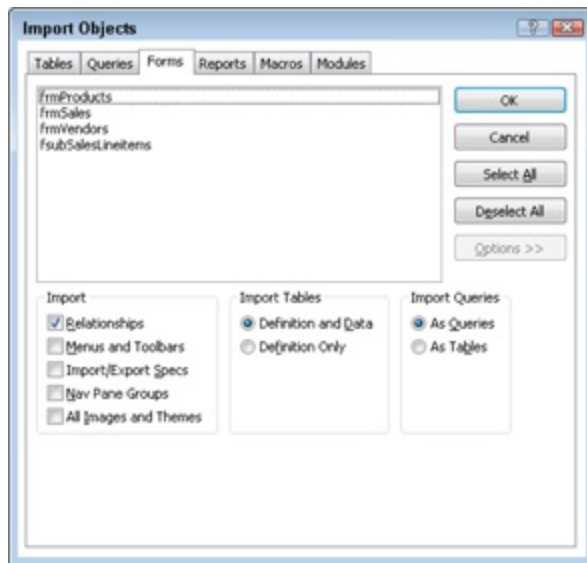 Import Objects
Tables Queries Forms Reports Macros Modules
frmProducts
frmSales
frmVendors
fsubSalesLineitems
OK
Cancel
Select All
Deselect All
Options >>
Import
Relationships
Menus and Toolbars
Import/Export Specs
Nav Pane Groups
All Images and Themes
Import Tables
Definition and Data
Definition Only
Import Queries
As Queries
As Tables